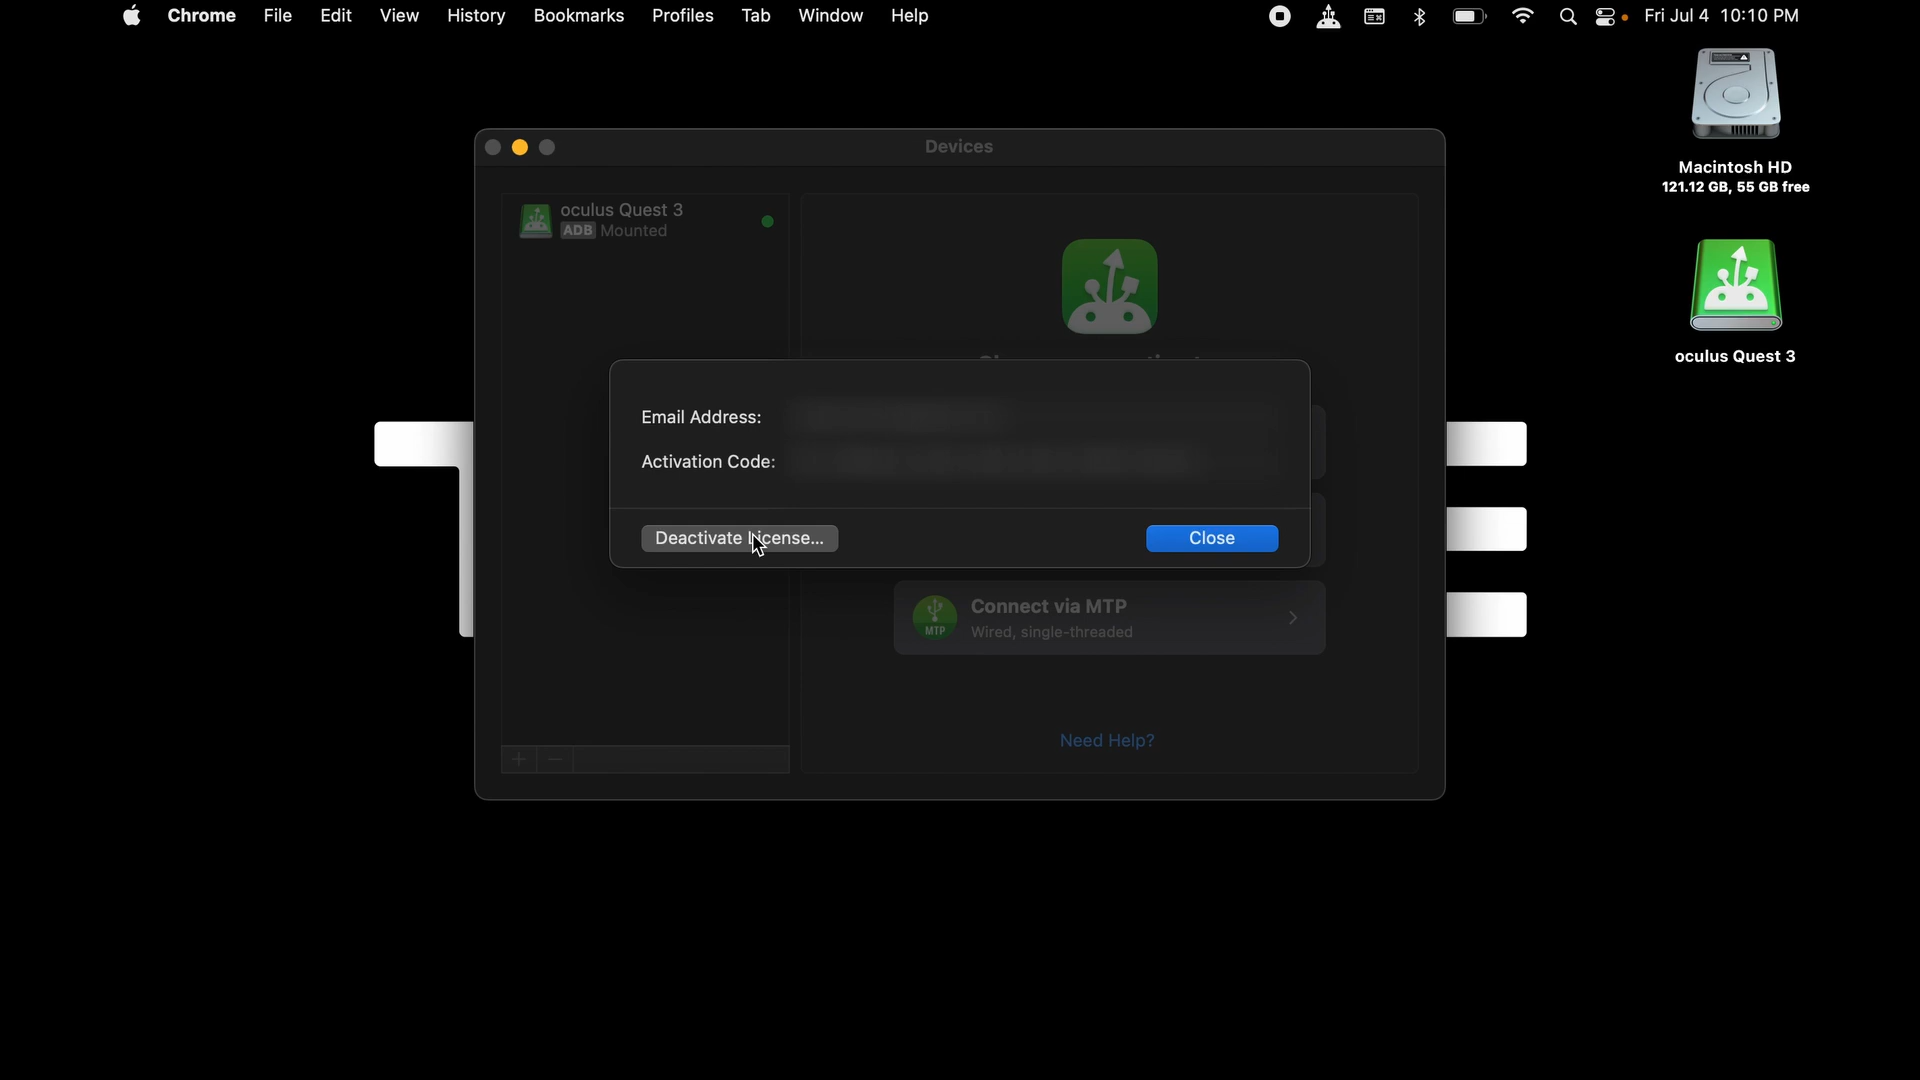 Chrome File Edit View History Bookmarks Profiles Tab Window Help Fri Jul 4 10:10 PM
Macintosh HD
121.12 GB, 55 GB free
oculus Quest 3
Devices
oculus Quest 3
ADB Mounted
Email Address:
Activation Code:
Deactivate License...
Close
MTP
Connect via MTP
Wired, single-threaded
Need Help?